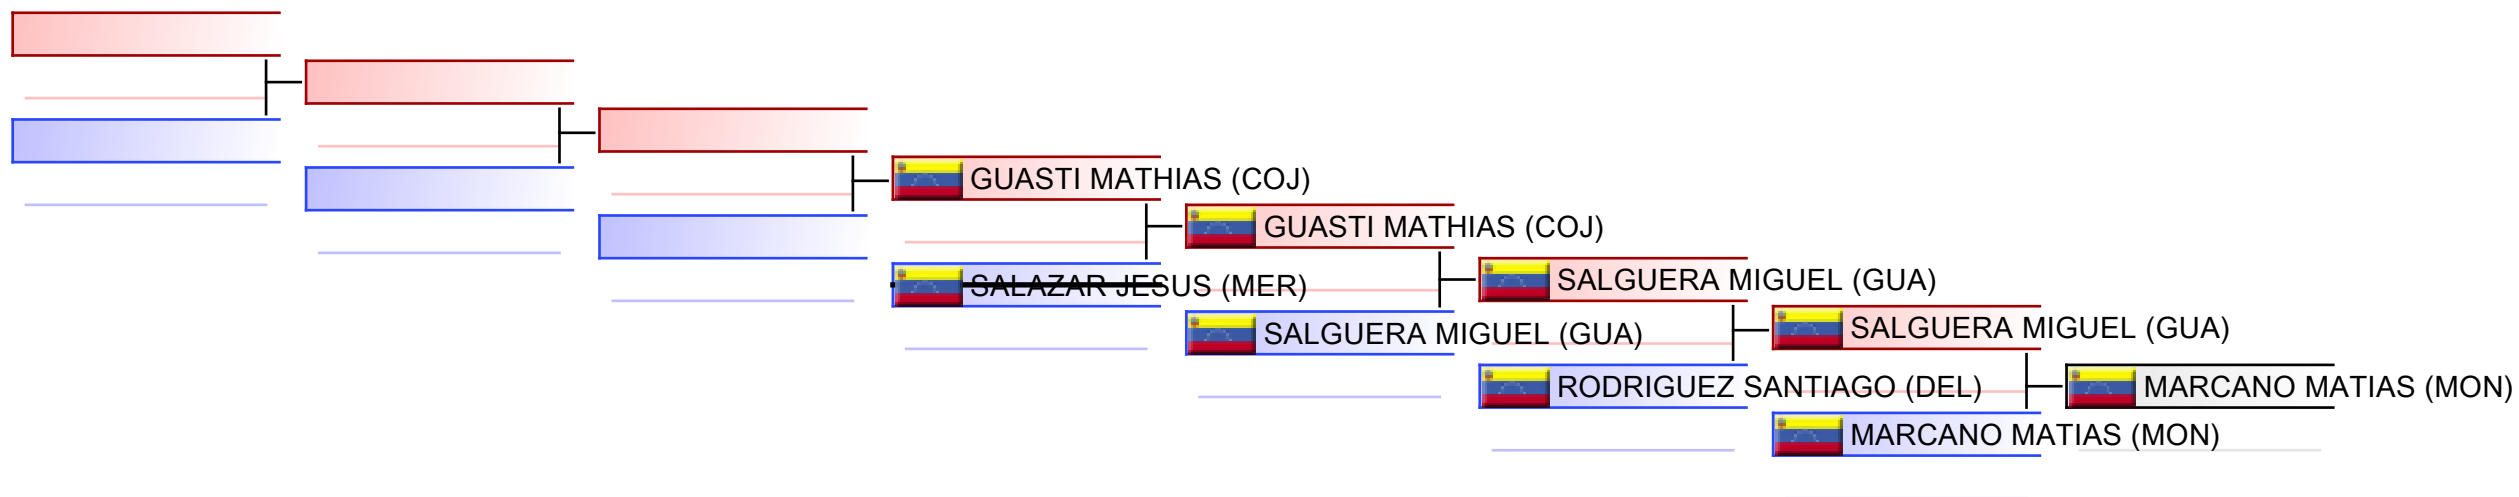 GUASTI MATHIAS (COJ)
GUASTI MATHIAS (COJ)
SALAZAR JESUS (MER)
SALGUERA MIGUEL (GUA)
SALGUERA MIGUEL (GUA)
SALGUERA MIGUEL (GUA)
RODRIGUEZ SANTIAGO (DEL)
MARCANO MATIAS (MON)
MARCANO MATIAS (MON)